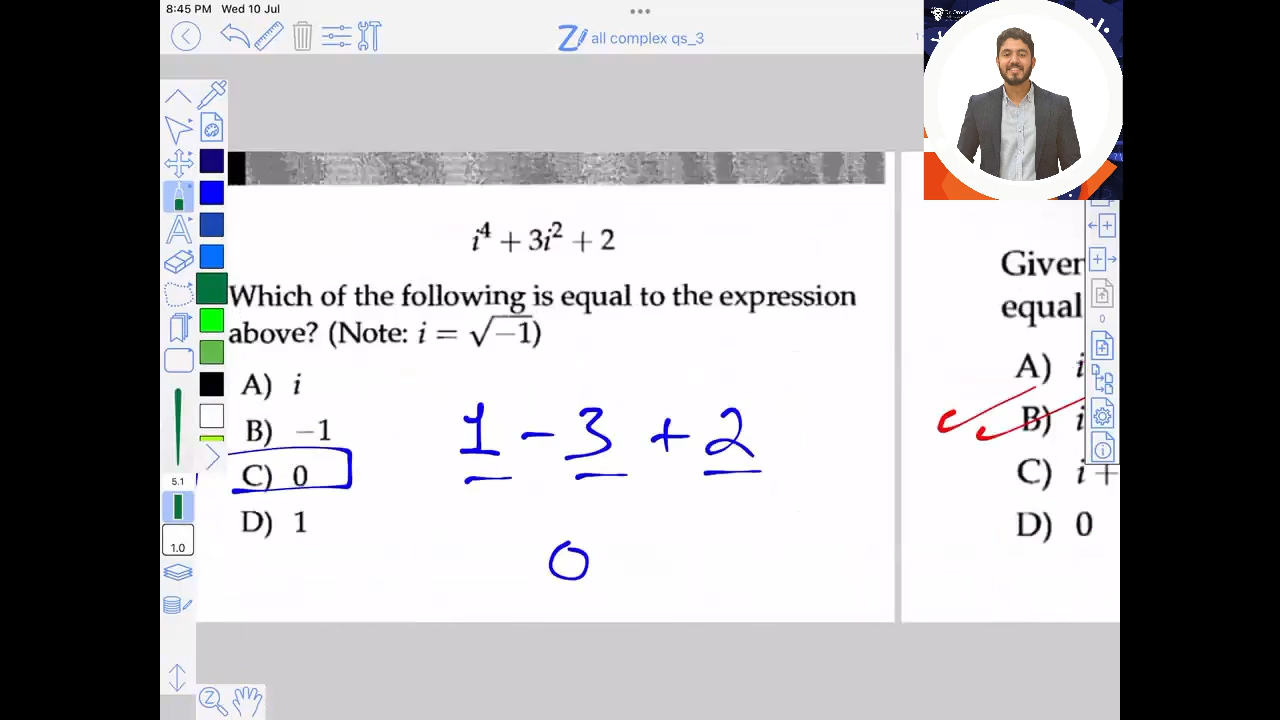 8:45 PM Wed 10 Jul
all complex qs_3
i⁴ + 3i² + 2
Which of the following is equal to the expression
above? (Note: i = √−1)
A) i
B) −1
C) 0
D) 1
1 − 3 + 2
0
Giver
equal
A) i
B) i
C) i +
D) 0
5.1
1.0
0